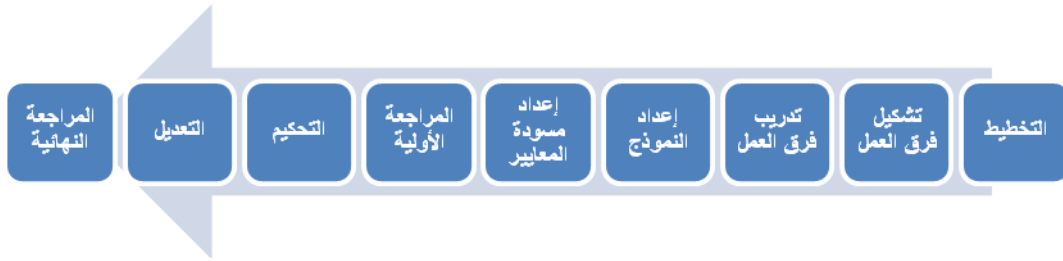 التخطيط
تشكيل
فرق العمل
تدريب
فرق العمل
إعداد
النموذج
إعداد
مسودة
المعايير
المراجعة
الأولية
التحكيم
التعديل
المراجعة
النهائية